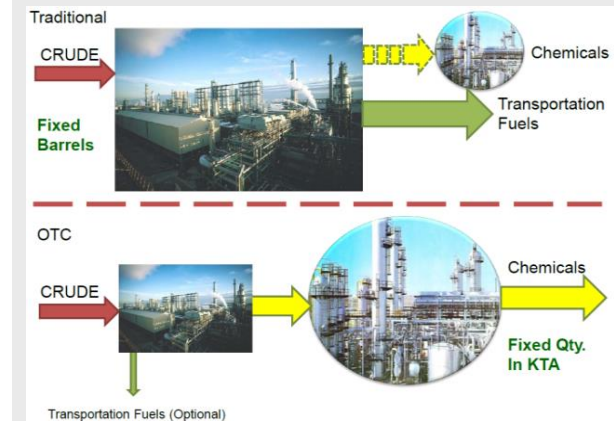 Traditional
CRUDE
Chemicals
Transportation
Fuels
Fixed
Barrels
OTC
CRUDE
Chemicals
Fixed Qty.
In KTA
Transportation Fuels (Optional)